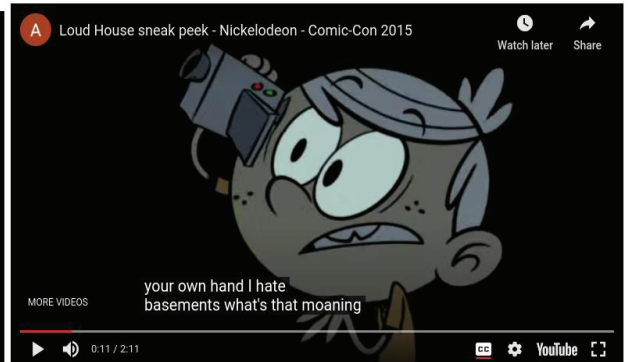 A
Loud House sneak peek - Nickelodeon - Comic-Con 2015
Watch later
Share
your own hand I hate
basements what's that moaning
MORE VIDEOS
0:11 / 2:11
CC
YouTube